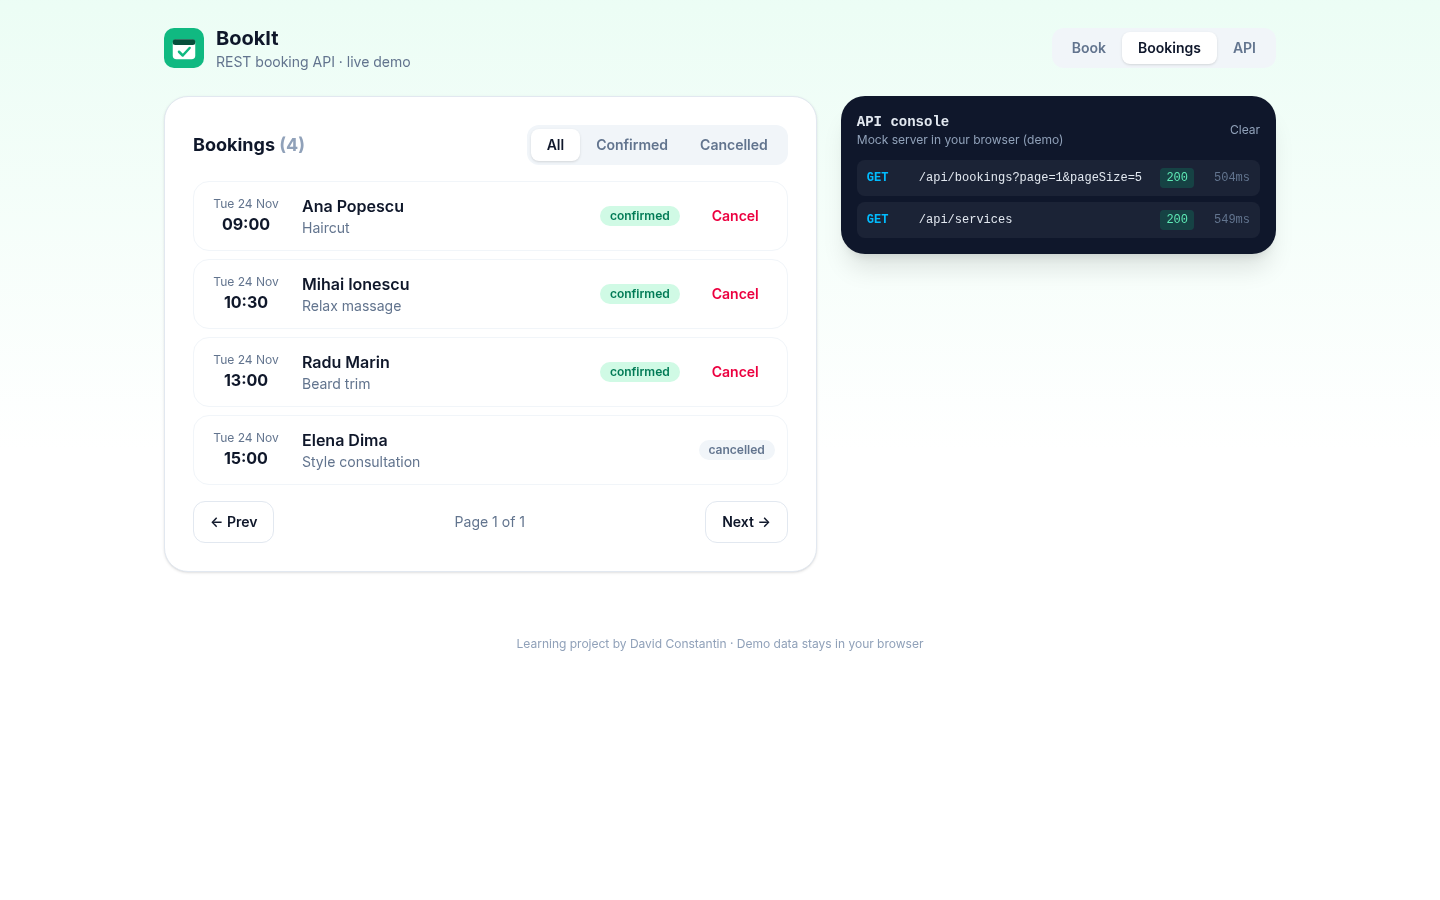 BookIt
REST booking API · live demo
Book
Bookings
API
Bookings (4)
All
Confirmed
Cancelled
Tue 24 Nov
09:00
Ana Popescu
Haircut
confirmed
Cancel
Tue 24 Nov
10:30
Mihai Ionescu
Relax massage
confirmed
Cancel
Tue 24 Nov
13:00
Radu Marin
Beard trim
confirmed
Cancel
Tue 24 Nov
15:00
Elena Dima
Style consultation
cancelled
← Prev
Page 1 of 1
Next →
API console
Mock server in your browser (demo)
Clear
GET /api/bookings?page=1&pageSize=5 200 504ms
GET /api/services 200 549ms
Learning project by David Constantin · Demo data stays in your browser